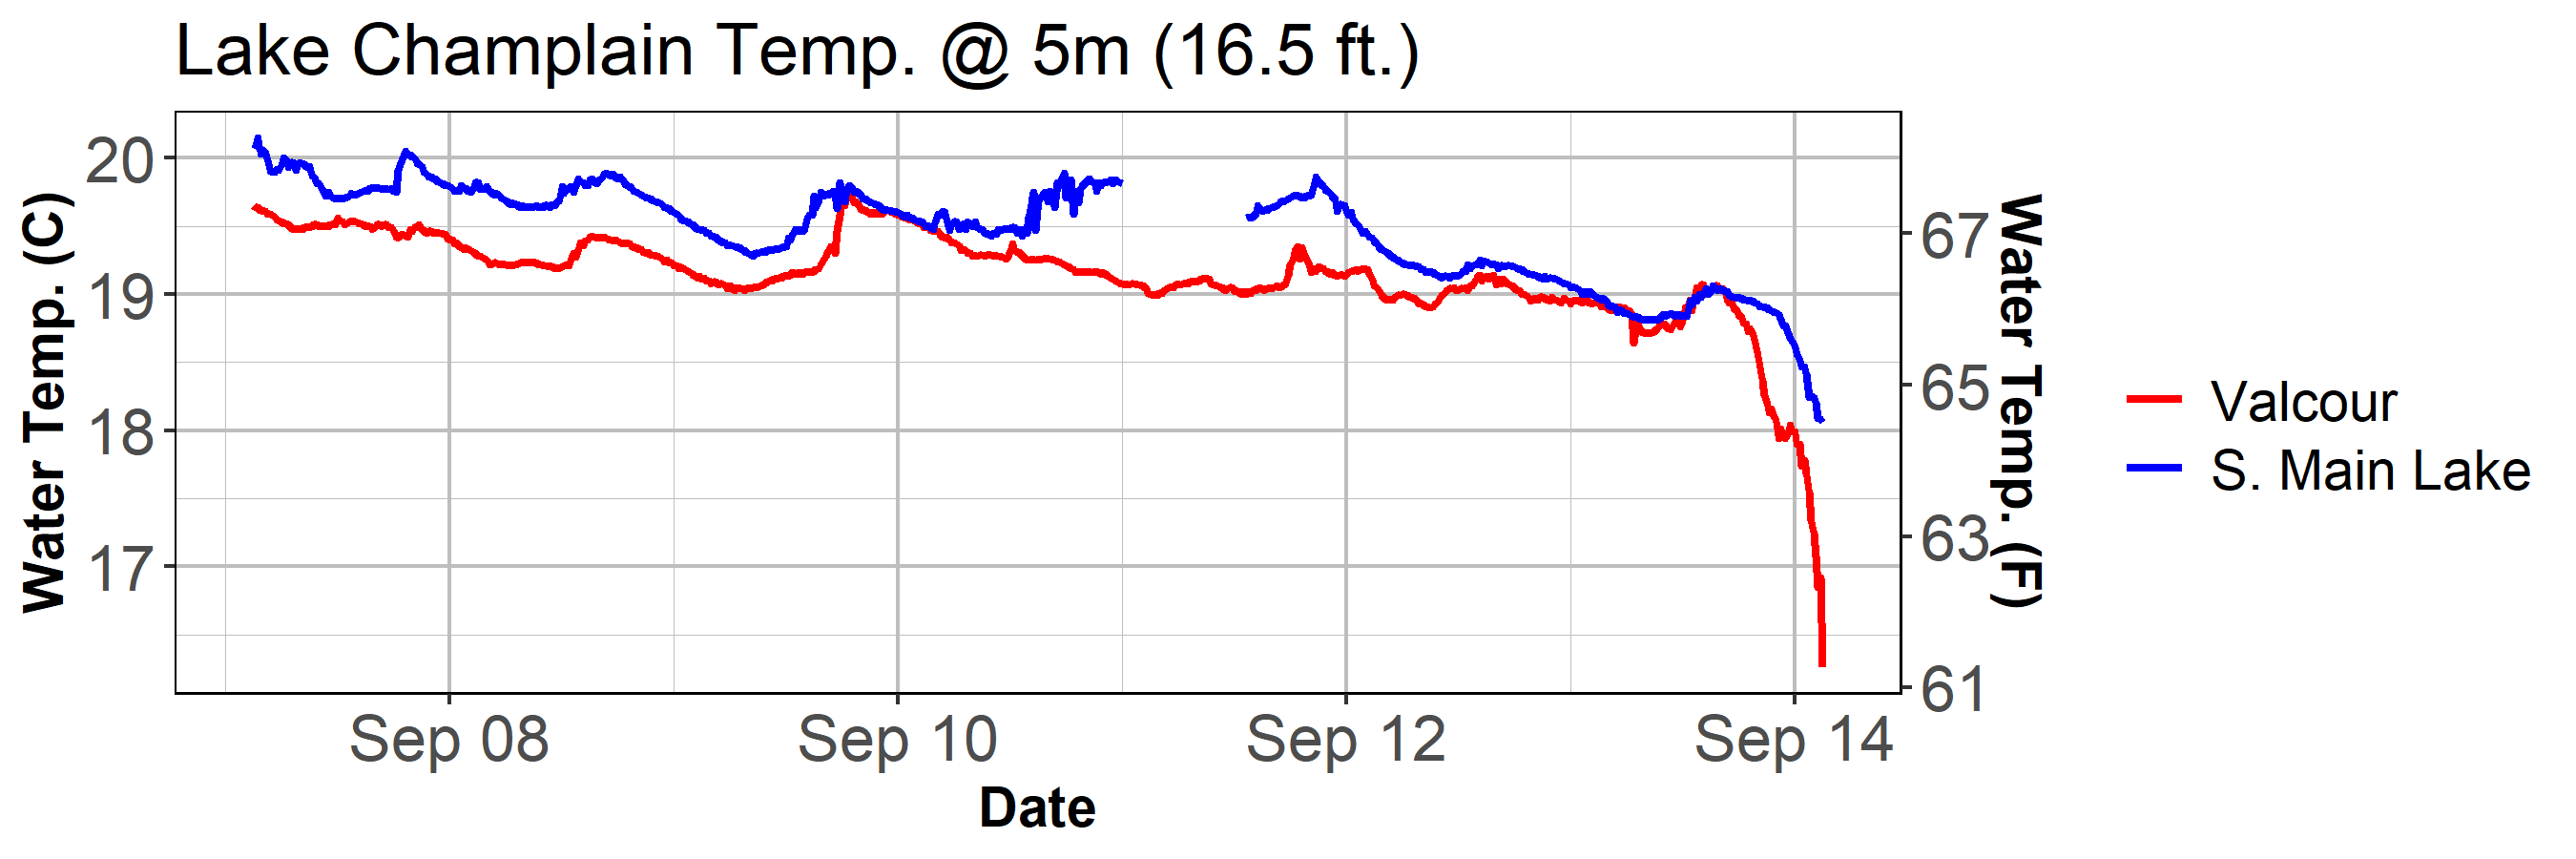 Lake Champlain Temp. @ 5m (16.5 ft.)
Water Temp. (C)
20
19
18
17
67
65
63
61
Water Temp. (F)
Sep 08
Sep 10
Sep 12
Sep 14
Date
Valcour
S. Main Lake